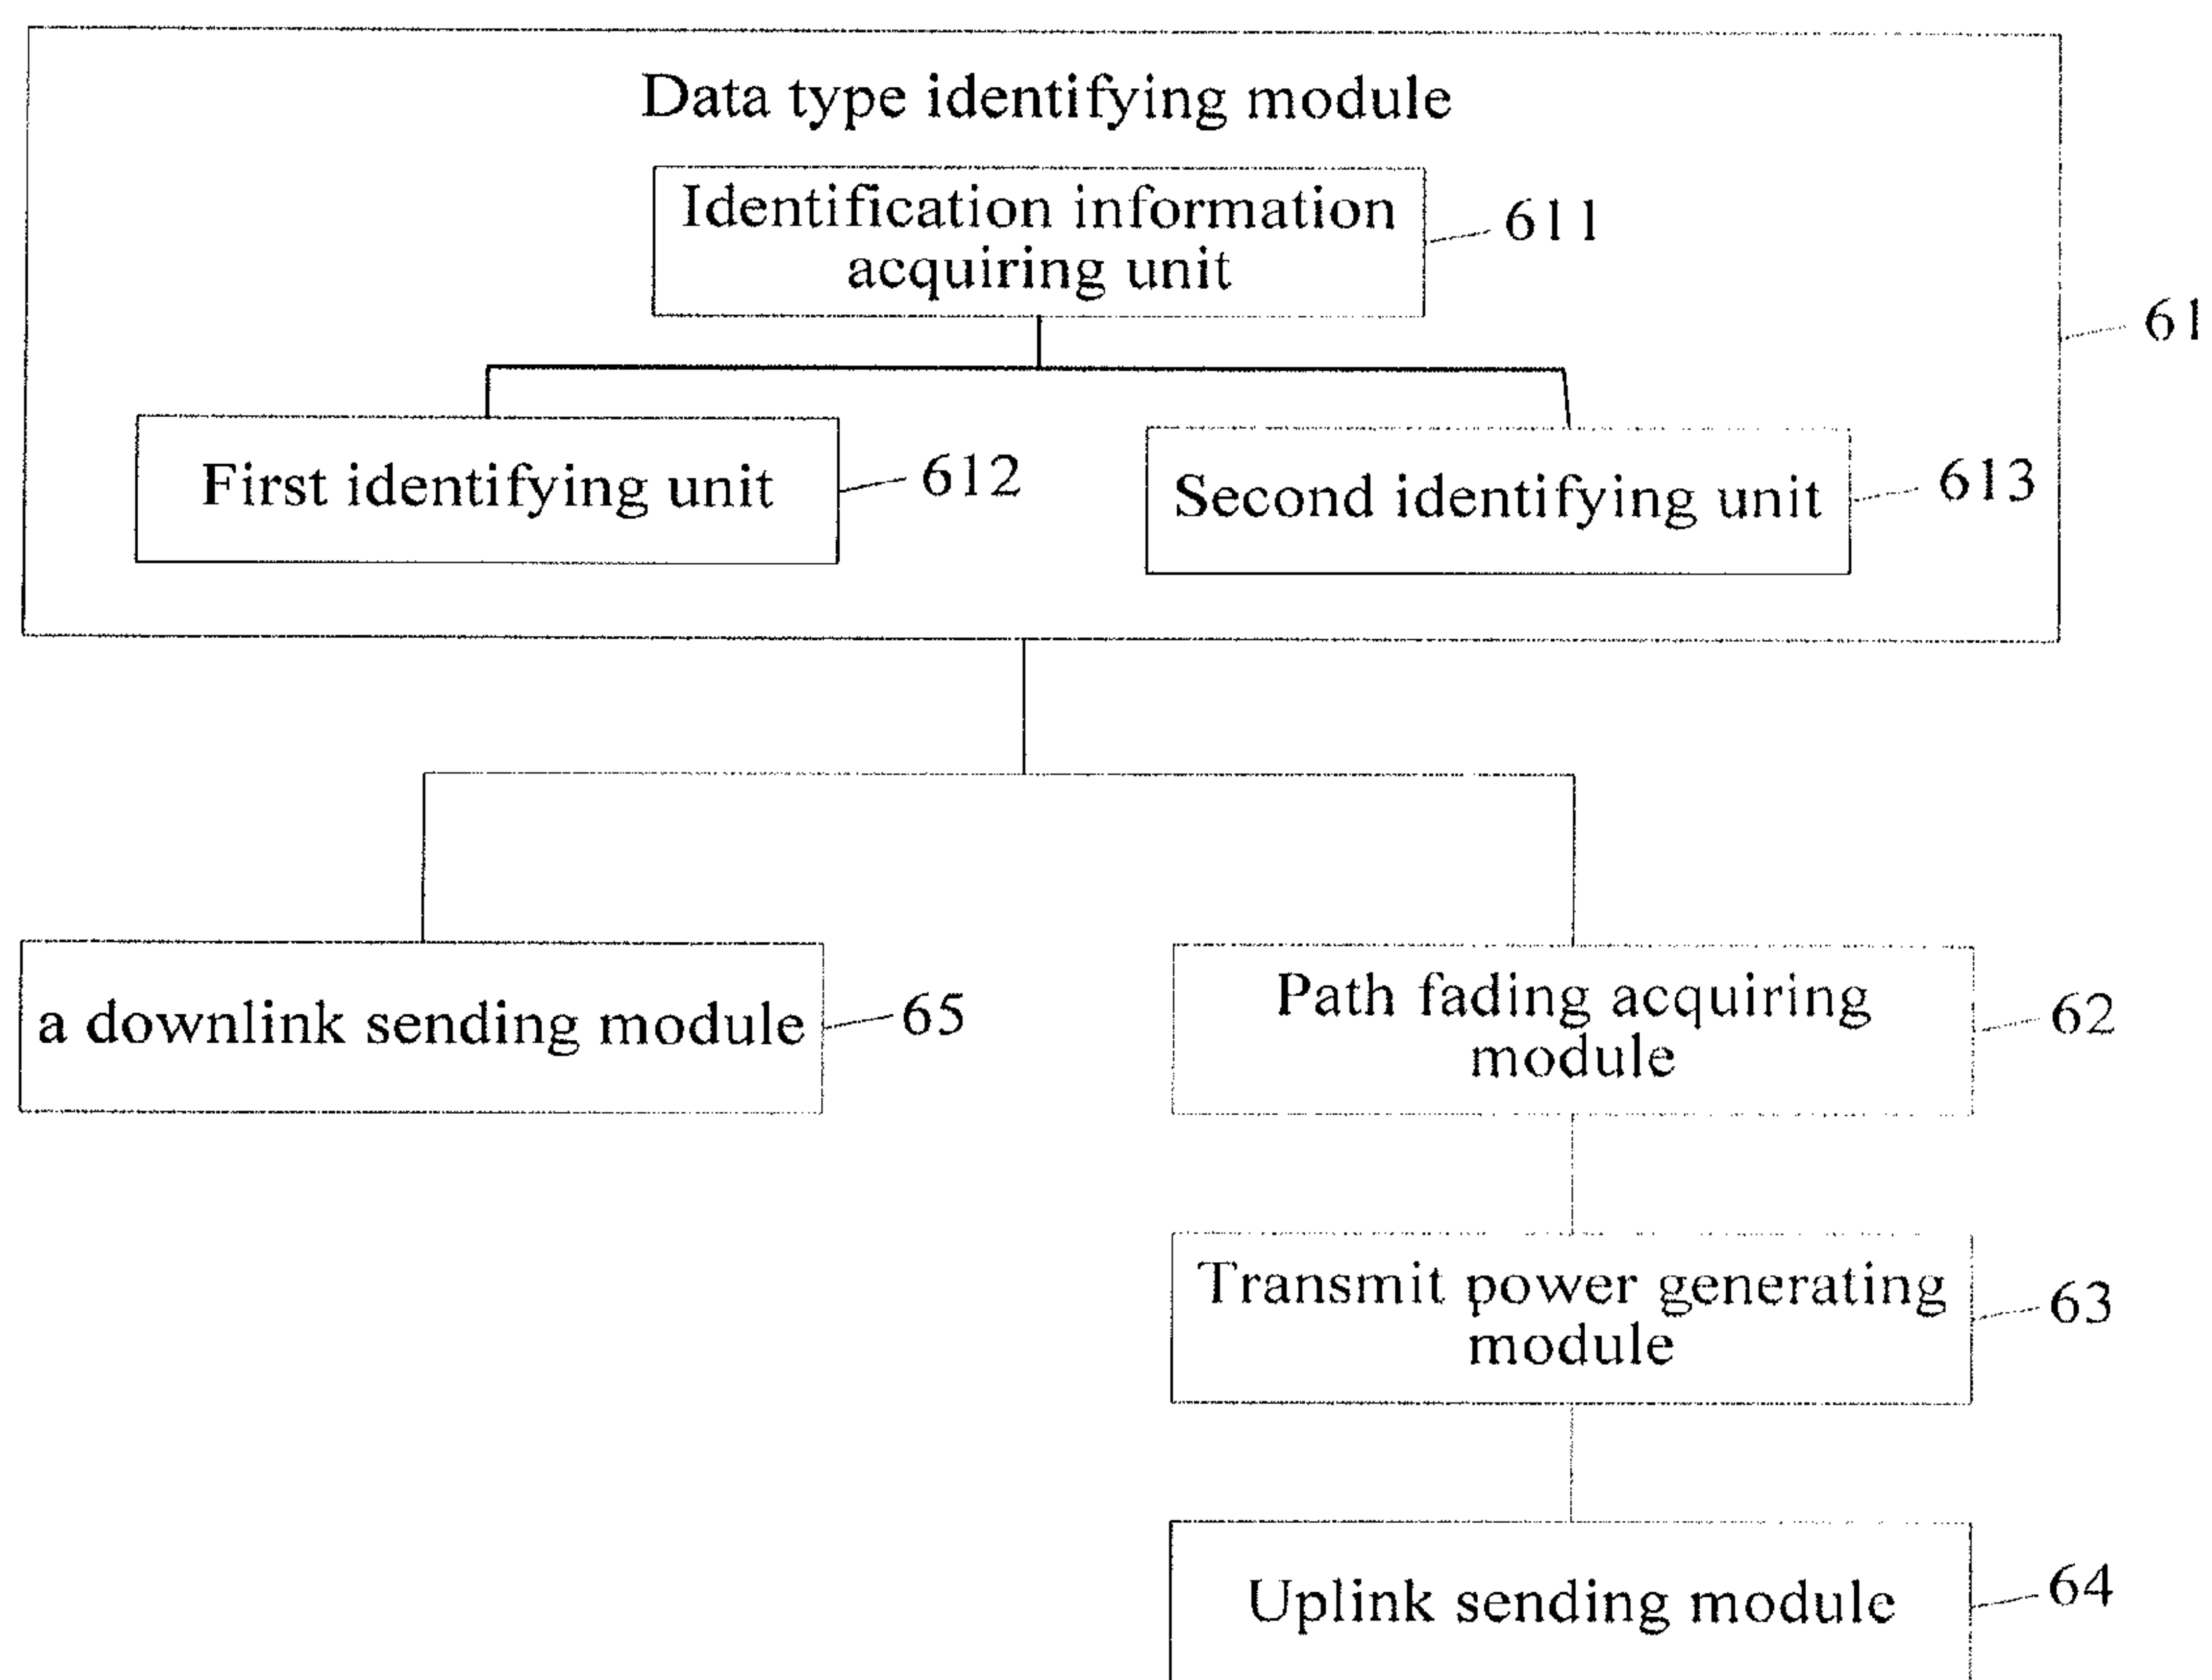 Data type identifying module
Identification information
acquiring unit
611
61
First identifying unit
612
Second identifying unit
613
a downlink sending module
65
Path fading acquiring
module
62
Transmit power generating
module
63
Uplink sending module
64